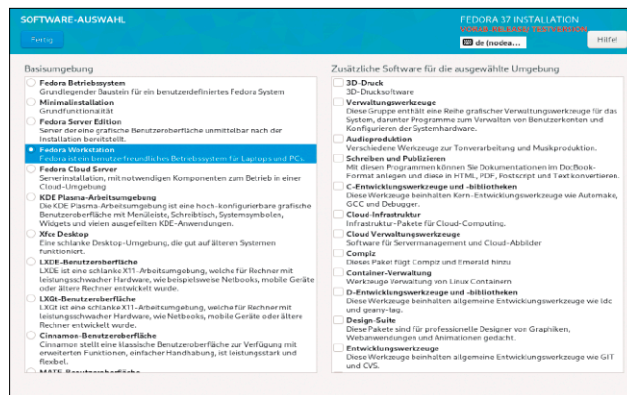 SOFTWARE-AUSWAHL
Fertig
FEDORA 37 INSTALLATION
de (nodea...
Hilfe!
Basisumgebung
Fedora Betriebssystem
Grundlegender Baustein für ein benutzerdefiniertes Fedora System
Minimalinstallation
Grundfunktionalität
Fedora Server Edition
Server der eine grafische Benutzeroberfläche unmittelbar nach der
Installation bereitstellt.
Fedora Workstation
Fedora ist ein benutzerfreundliches Betriebssystem für Laptops und PCs.
Fedora Cloud Server
Serverinstallation, mit notwendigen Komponenten zum Betrieb in einer
Cloud-Umgebung
KDE Plasma-Arbeitsumgebung
Die KDE Plasma-Arbeitsumgebung ist eine hoch-konfigurierbare grafische
Benutzeroberfläche mit Menüleiste, Schreibtisch, Systemsymboles,
Widgets und vielen ausgefeilten KDE-Anwendungen.
Xfce Desktop
Eine schlanke Desktop-Umgebung, die gut auf älteren Systemen
funktioniert.
LXDE-Benutzeroberfläche
LXDE ist eine schlanke X11-Arbeitsumgebung, welche für Rechner mit
leistungsschwacher Hardware, wie beispielsweise Netbooks, mobile Geräte
oder ältere Rechner entwickelt wurde.
LXQt-Benutzeroberfläche
LXQt ist eine schlanke X11-Arbeitsumgebung, welche für Rechner mit
leistungsschwacher Hardware, wie Netbooks, mobile Geräte oder ältere
Rechner entwickelt wurde.
Cinnamon-Benutzeroberfläche
Cinnamon stellt eine klassische Benutzeroberfläche zur Verfügung mit
erweiterten Funktionen, einfacher Handhabung, ist leistungsstark und
flexbel.
MATE-Benutzeroberfläche
Zusätzliche Software für die ausgewählte Umgebung
3D-Druck
3D-Drucksoftware
Verwaltungswerkzeuge
Diese Gruppe enthält eine Reihe grafischer Verwaltungswerkzeuge für das
System, darunter Programme zum Verwalten von Benutzerkonten und
Konfigurieren der Systemhardware.
Audioproduktion
Verschiedene Werkzeuge zur Tonverarbeitung und Musikproduktion.
Schreiben und Publizieren
Mit diesen Programmen können Sie Dokumentationen im DocBook-
Format anlegen und diese in HTML, PDF, Postscript und Text konvertieren.
C-Entwicklungswerkzeuge und -bibliotheken
Diese Werkzeuge beinhalten Kern-Entwicklungswerkzeuge wie Automake,
GCC und Debugger.
Cloud-Infrastruktur
Infrastruktur-Pakete für Cloud-Computing.
Cloud Verwaltungswerkzeuge
Software für Servermanagement und Cloud-Abbilder
Compiz
Dieses Paket fügt Compiz und Emerald hinzu
Container-Verwaltung
Werkzeuge Verwaltung von Linux Containern
D-Entwicklungswerkzeuge und -bibliotheken
Diese Werkzeuge beinhalten allgemeine Entwicklungswerkzeuge wie ldc
und geany-tag.
Design-Suite
Diese Pakete sind für professionelle Designer von Graphiken,
Webanwendungen und Animationen gedacht.
Entwicklungswerkzeuge
Diese Werkzeuge beinhalten allgemeine Entwicklungswerkzeuge wie GIT
und CVS.